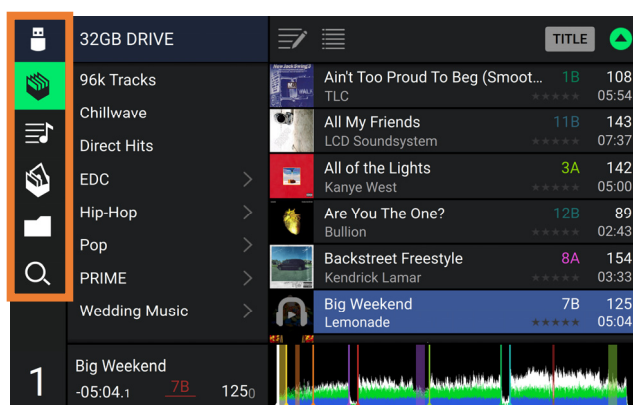 32GB DRIVE
TITLE
96k Tracks
Chillwave
Direct Hits
EDC
Hip-Hop
Pop
PRIME
Wedding Music
Ain't Too Proud To Beg (Smoot... 1B 108
TLC 05:54
All My Friends 11B 143
LCD Soundsystem 07:37
All of the Lights 3A 142
Kanye West 05:00
Are You The One? 12B 89
Bullion 02:43
Backstreet Freestyle 8A 154
Kendrick Lamar 03:33
Big Weekend 7B 125
Lemonade 05:04
1
Big Weekend
-05:04.1 7B 1250